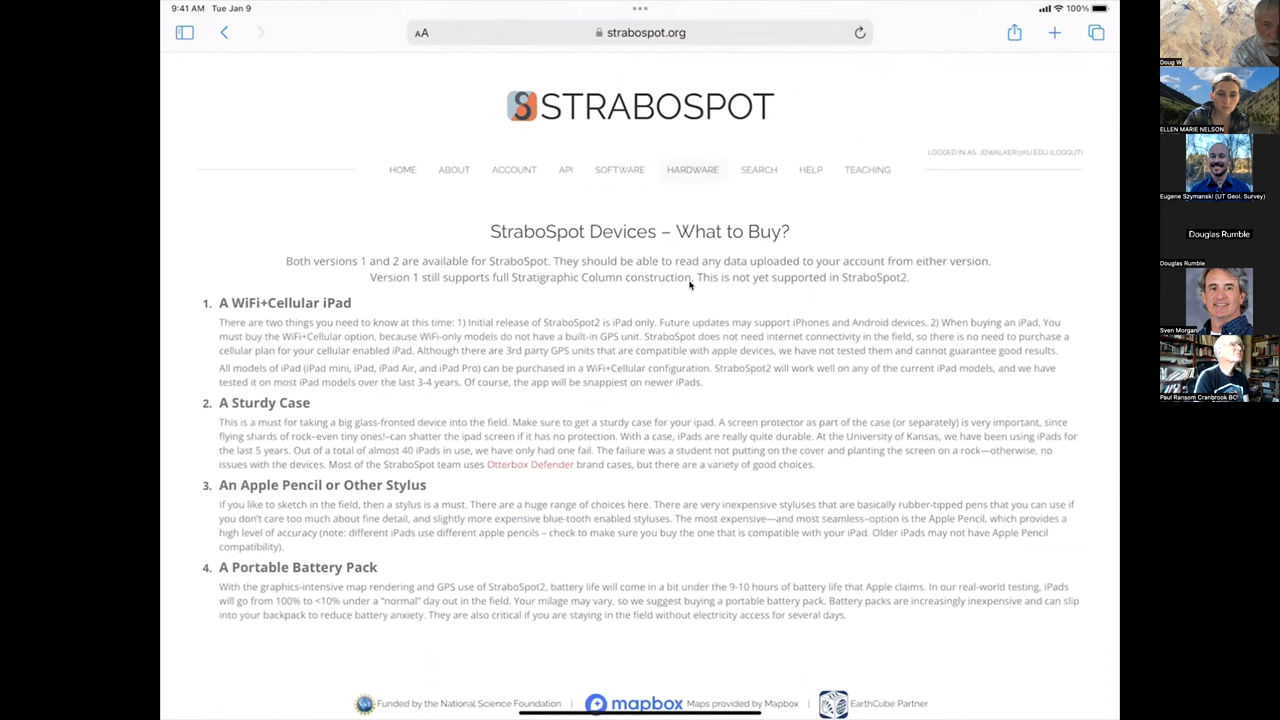 9:41 AM Tue Jan 9
100%
AA
strabospot.org
STRABOSPOT
LOGGED IN AS: JDWALKER@KU.EDU (LOGOUT)
HOME ABOUT ACCOUNT API SOFTWARE HARDWARE SEARCH HELP TEACHING
StraboSpot Devices – What to Buy?
Both versions 1 and 2 are available for StraboSpot. They should be able to read any data uploaded to your account from either version.
Version 1 still supports full Stratigraphic Column construction. This is not yet supported in StraboSpot2.
1. A WiFi+Cellular iPad
There are two things you need to know at this time: 1) Initial release of StraboSpot2 is iPad only. Future updates may support iPhones and Android devices. 2) When buying an iPad, You
must buy the WiFi+Cellular option, because WiFi-only models do not have a built-in GPS unit. StraboSpot does not need internet connectivity in the field, so there is no need to purchase a
cellular plan for your cellular enabled iPad. Although there are 3rd party GPS units that are compatible with apple devices, we have not tested them and cannot guarantee good results.
All models of iPad (iPad mini, iPad, iPad Air, and iPad Pro) can be purchased in a WiFi+Cellular configuration. StraboSpot2 will work well on any of the current iPad models, and we have
tested it on most iPad models over the last 3-4 years. Of course, the app will be snappiest on newer iPads.
2. A Sturdy Case
This is a must for taking a big glass-fronted device into the field. Make sure to get a sturdy case for your ipad. A screen protector as part of the case (or separately) is very important, since
flying shards of rock–even tiny ones!–can shatter the ipad screen if it has no protection. With a case, iPads are really quite durable. At the University of Kansas, we have been using iPads for
the last 5 years. Out of a total of almost 40 iPads in use, we have only had one fail. The failure was a student not putting on the cover and planting the screen on a rock—otherwise, no
issues with the devices. Most of the StraboSpot team uses Otterbox Defender brand cases, but there are a variety of good choices.
3. An Apple Pencil or Other Stylus
If you like to sketch in the field, then a stylus is a must. There are a huge range of choices here. There are very inexpensive styluses that are basically rubber-tipped pens that you can use if
you don't care too much about fine detail, and slightly more expensive blue-tooth enabled styluses. The most expensive—and most seamless–option is the Apple Pencil, which provides a
high level of accuracy (note: different iPads use different apple pencils – check to make sure you buy the one that is compatible with your iPad. Older iPads may not have Apple Pencil
compatibility).
4. A Portable Battery Pack
With the graphics-intensive map rendering and GPS use of StraboSpot2, battery life will come in a bit under the 9-10 hours of battery life that Apple claims. In our real-world testing, iPads
will go from 100% to <10% under a "normal" day out in the field. Your milage may vary, so we suggest buying a portable battery pack. Battery packs are increasingly inexpensive and can slip
into your backpack to reduce battery anxiety. They are also critical if you are staying in the field without electricity access for several days.
Funded by the National Science Foundation | mapbox Maps provided by Mapbox | EarthCube Partner
Doug W
ELLEN MARIE NELSON
Eugene Szymanski (UT Geol. Survey)
Douglas Rumble
Douglas Rumble
Sven Morgan
Paul Ransom Cranbrook BC